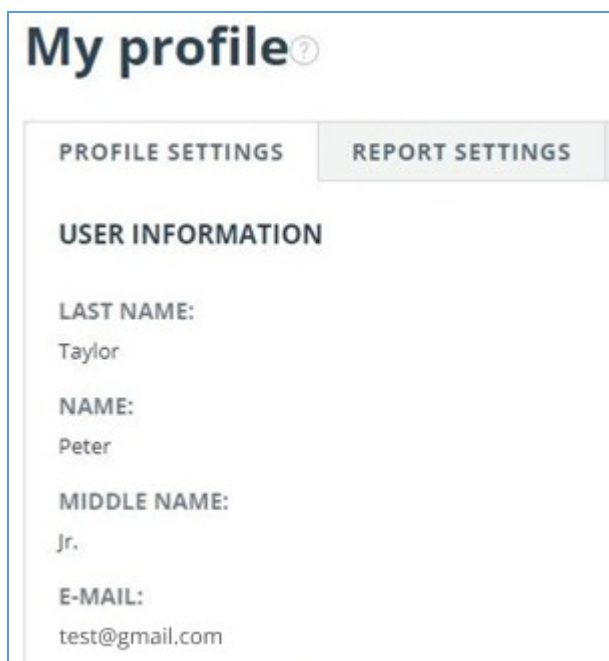 My profile ?
PROFILE SETTINGS REPORT SETTINGS
USER INFORMATION
LAST NAME:
Taylor
NAME:
Peter
MIDDLE NAME:
Jr.
E-MAIL:
test@gmail.com